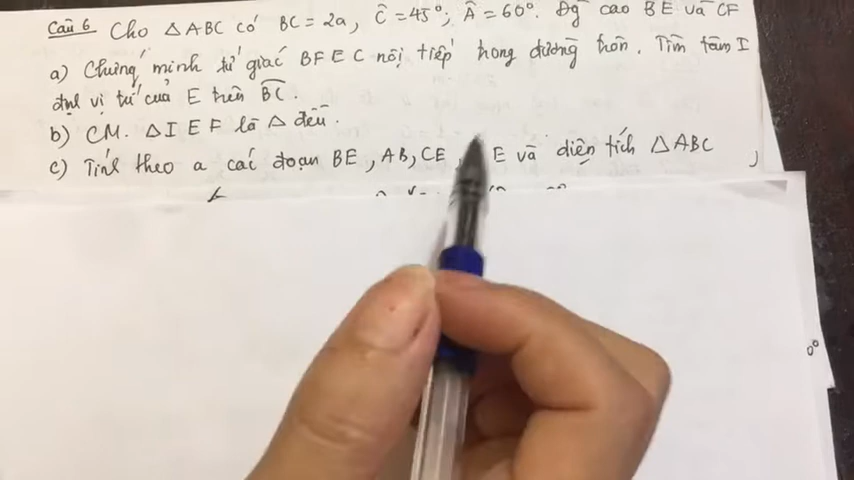 Câu 6 Cho △ABC có BC = 2a, Ĉ = 45°; Â = 60°. Đg cao BE và CF
a) Chứng minh tứ giác BFEC nội tiếp trong đường tròn. Tìm tâm I
định vị trí của E trên BC.
b) CM. △IEF là △ đều.
c) Tính theo a các đoạn BE, AB, CE, E và diện tích △ABC